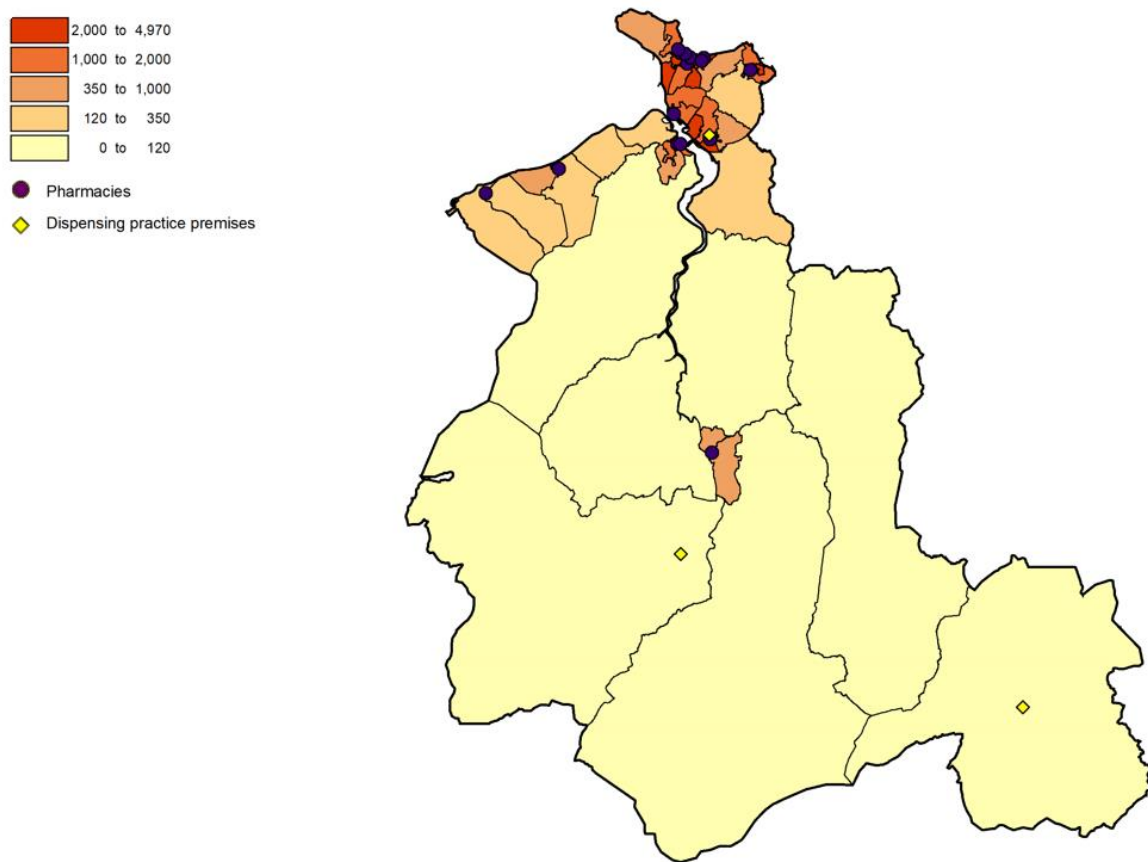 2,000 to 4,970
1,000 to 2,000
350 to 1,000
120 to 350
0 to 120
Pharmacies
Dispensing practice premises